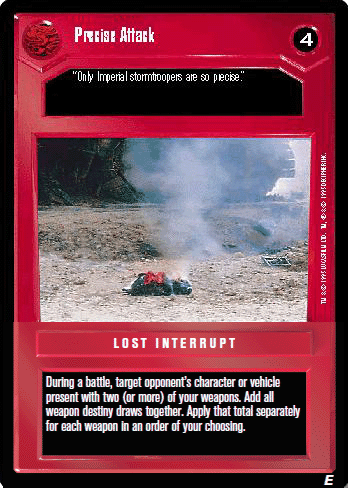 Precise Attack
4
"Only Imperial stormtroopers are so precise."
LOST INTERRUPT
During a battle, target opponent's character or vehicle
present with two (or more) of your weapons. Add all
weapon destiny draws together. Apply that total separately
for each weapon in an order of your choosing.
E